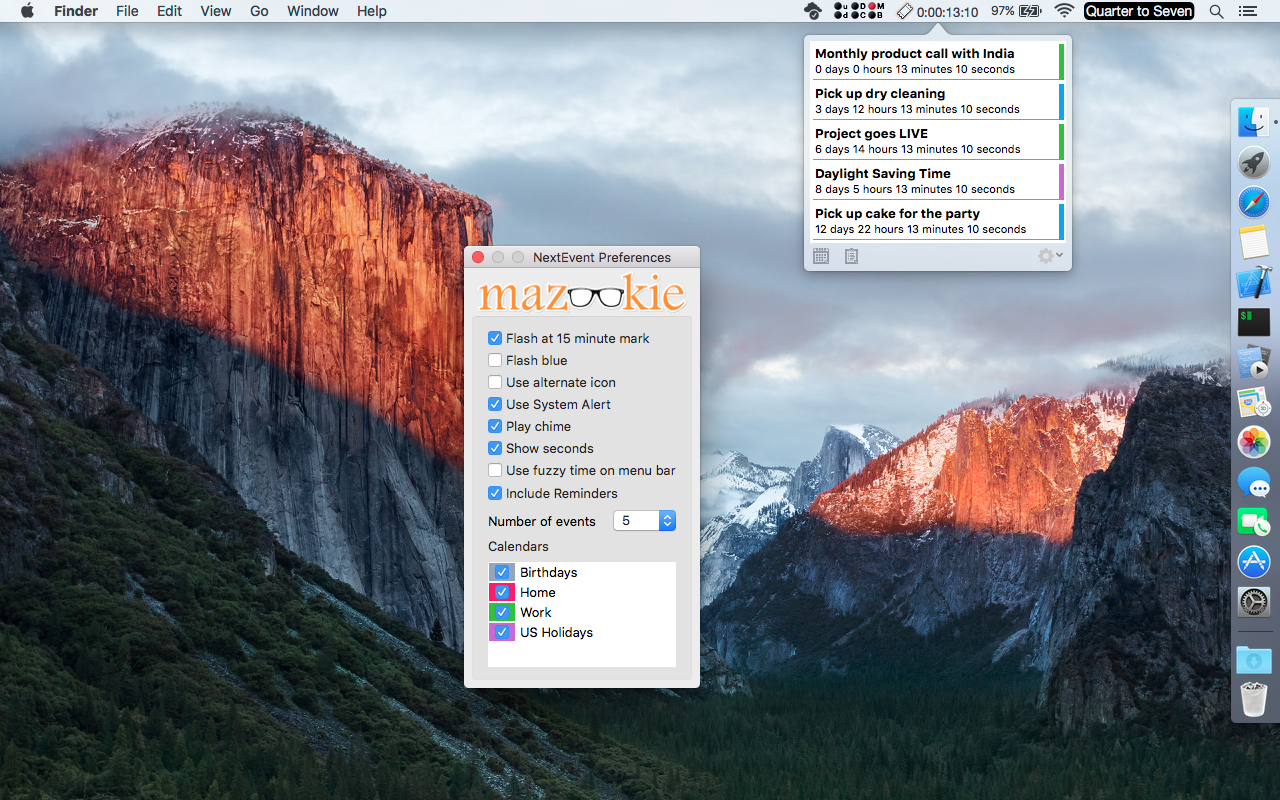 Finder File Edit View Go Window Help
u D M
d C B
0:00:13:10 97% Quarter to Seven
Monthly product call with India
0 days 0 hours 13 minutes 10 seconds
Pick up dry cleaning
3 days 12 hours 13 minutes 10 seconds
Project goes LIVE
6 days 14 hours 13 minutes 10 seconds
Daylight Saving Time
8 days 5 hours 13 minutes 10 seconds
Pick up cake for the party
12 days 22 hours 13 minutes 10 seconds
NextEvent Preferences
mazookie
Flash at 15 minute mark
Flash blue
Use alternate icon
Use System Alert
Play chime
Show seconds
Use fuzzy time on menu bar
Include Reminders
Number of events 5
Calendars
Birthdays
Home
Work
US Holidays
$
3D